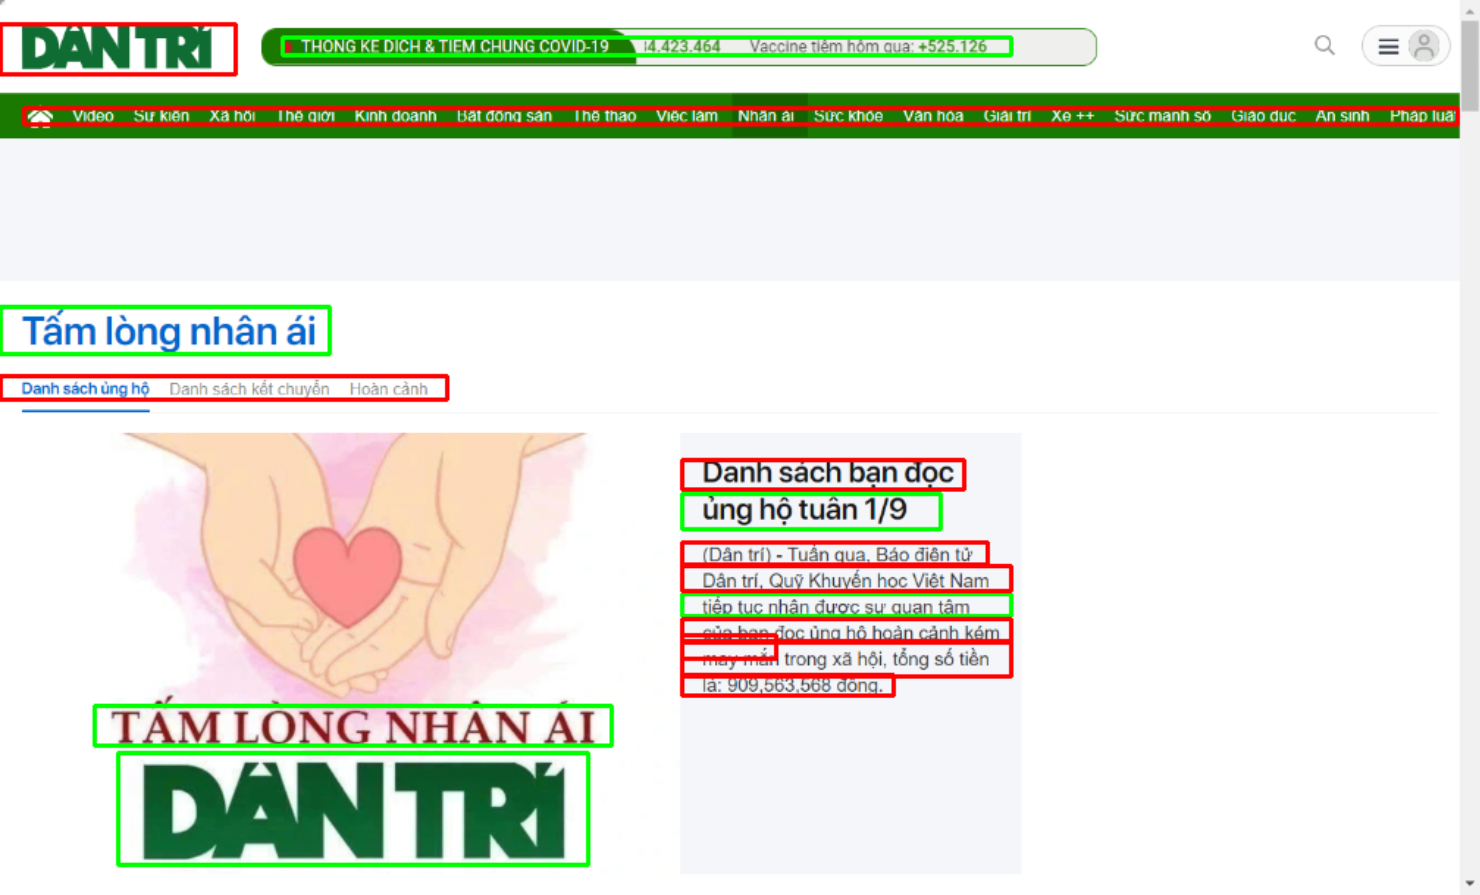 DÂN TRÍ
THỐNG KÊ DỊCH & TIÊM CHỦNG COVID-19 4.423.464 Vaccine tiêm hôm qua: +525.126
Video Sự kiện Xã hội Thế giới Kinh doanh Bất động sản Thể thao Việc làm Nhân ái Sức khỏe Văn hóa Giải trí Xe ++ Sức mạnh số Giáo dục An sinh Pháp luật
Tấm lòng nhân ái
Danh sách ủng hộ Danh sách kết chuyển Hoàn cảnh
Danh sách bạn đọc
ủng hộ tuần 1/9
(Dân trí) - Tuần qua, Báo điện tử
Dân trí, Quỹ Khuyến học Việt Nam
tiếp tục nhận được sự quan tâm
của bạn đọc ủng hộ hoàn cảnh kém
may mắn trong xã hội, tổng số tiền
là: 909,563,568 đồng.
TẤM LÒNG NHÂN ÁI
DÂN TRÍ